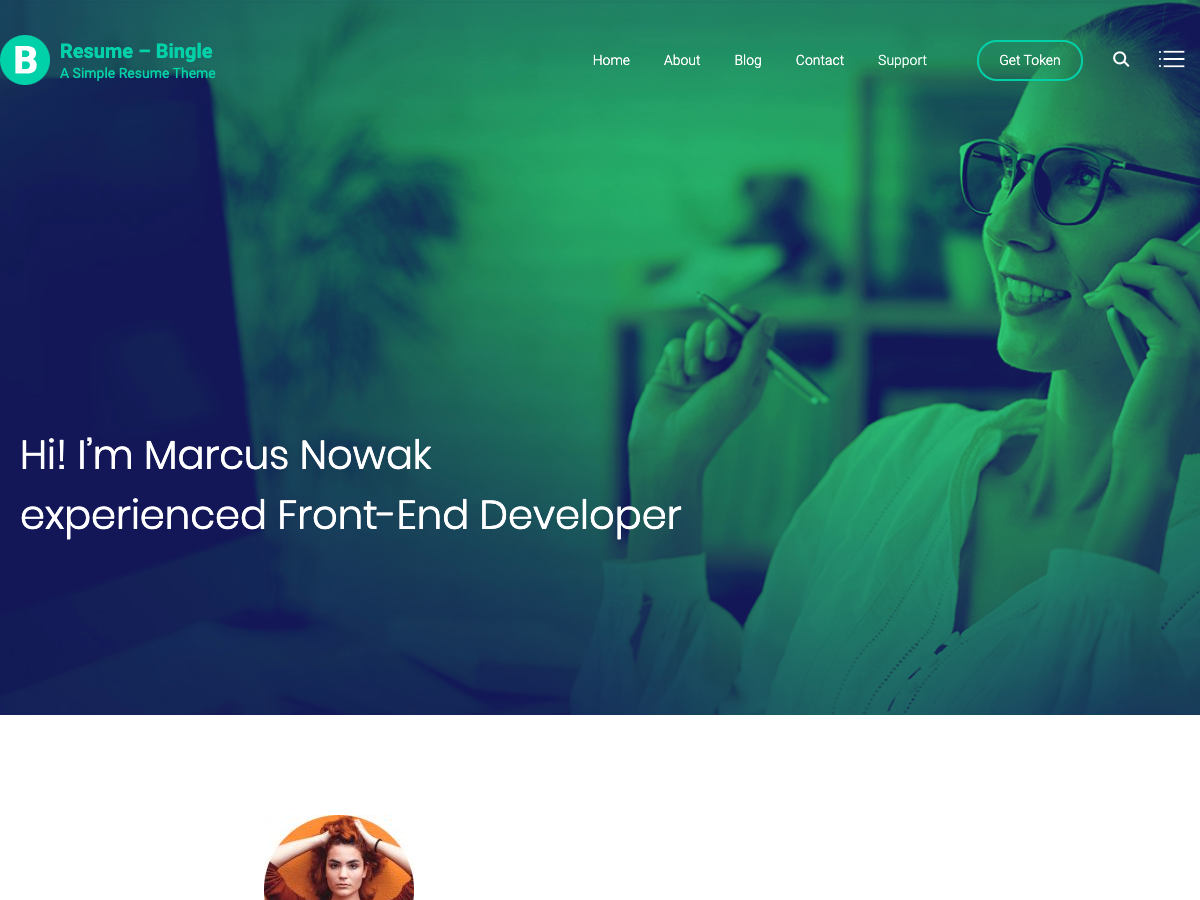 B
Resume – Bingle
A Simple Resume Theme
Home
About
Blog
Contact
Support
Get Token
Hi! I’m Marcus Nowak
experienced Front-End Developer